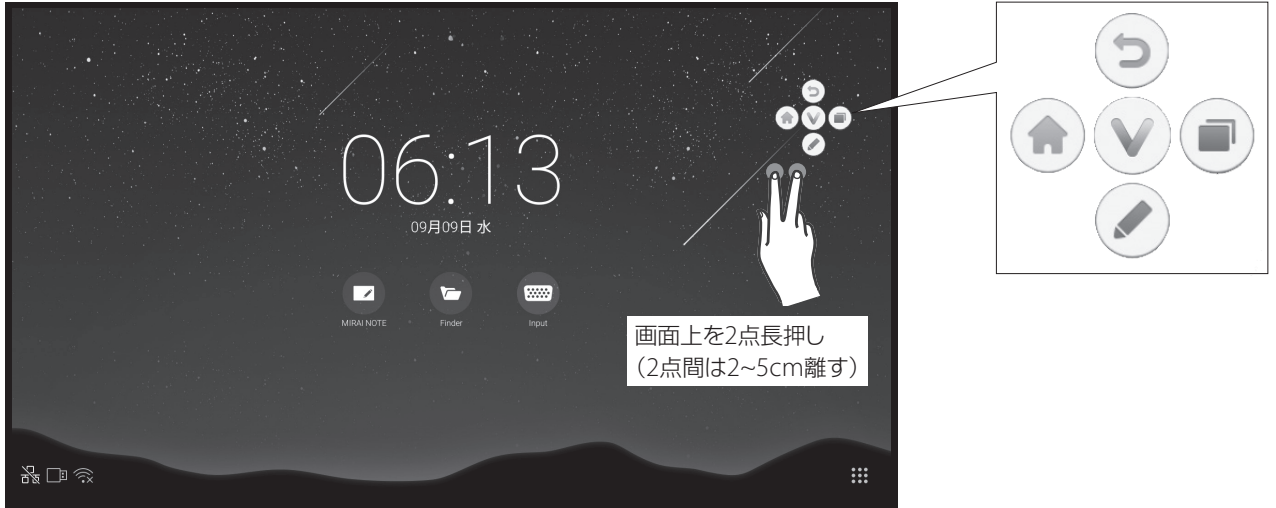 06:13
09月09日 水
MIRAI NOTE
Finder
Input
画面上を2点長押し
（2点間は2~5cm離す）